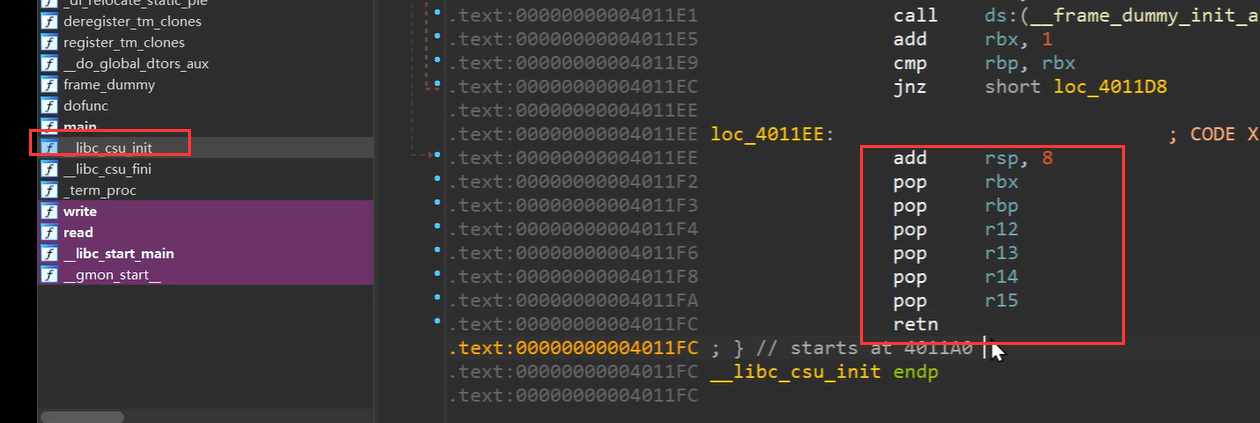 _dl_relocate_static_pie
deregister_tm_clones
register_tm_clones
__do_global_dtors_aux
frame_dummy
dofunc
main
__libc_csu_init
__libc_csu_fini
_term_proc
write
read
__libc_start_main
__gmon_start__
.text:00000000004011E1 call ds:(__frame_dummy_init_a
.text:00000000004011E5 add rbx, 1
.text:00000000004011E9 cmp rbp, rbx
.text:00000000004011EC jnz short loc_4011D8
.text:00000000004011EE
.text:00000000004011EE loc_4011EE: ; CODE X
.text:00000000004011EE add rsp, 8
.text:00000000004011F2 pop rbx
.text:00000000004011F3 pop rbp
.text:00000000004011F4 pop r12
.text:00000000004011F6 pop r13
.text:00000000004011F8 pop r14
.text:00000000004011FA pop r15
.text:00000000004011FC retn
.text:00000000004011FC ; } // starts at 4011A0
.text:00000000004011FC __libc_csu_init endp
.text:00000000004011FC